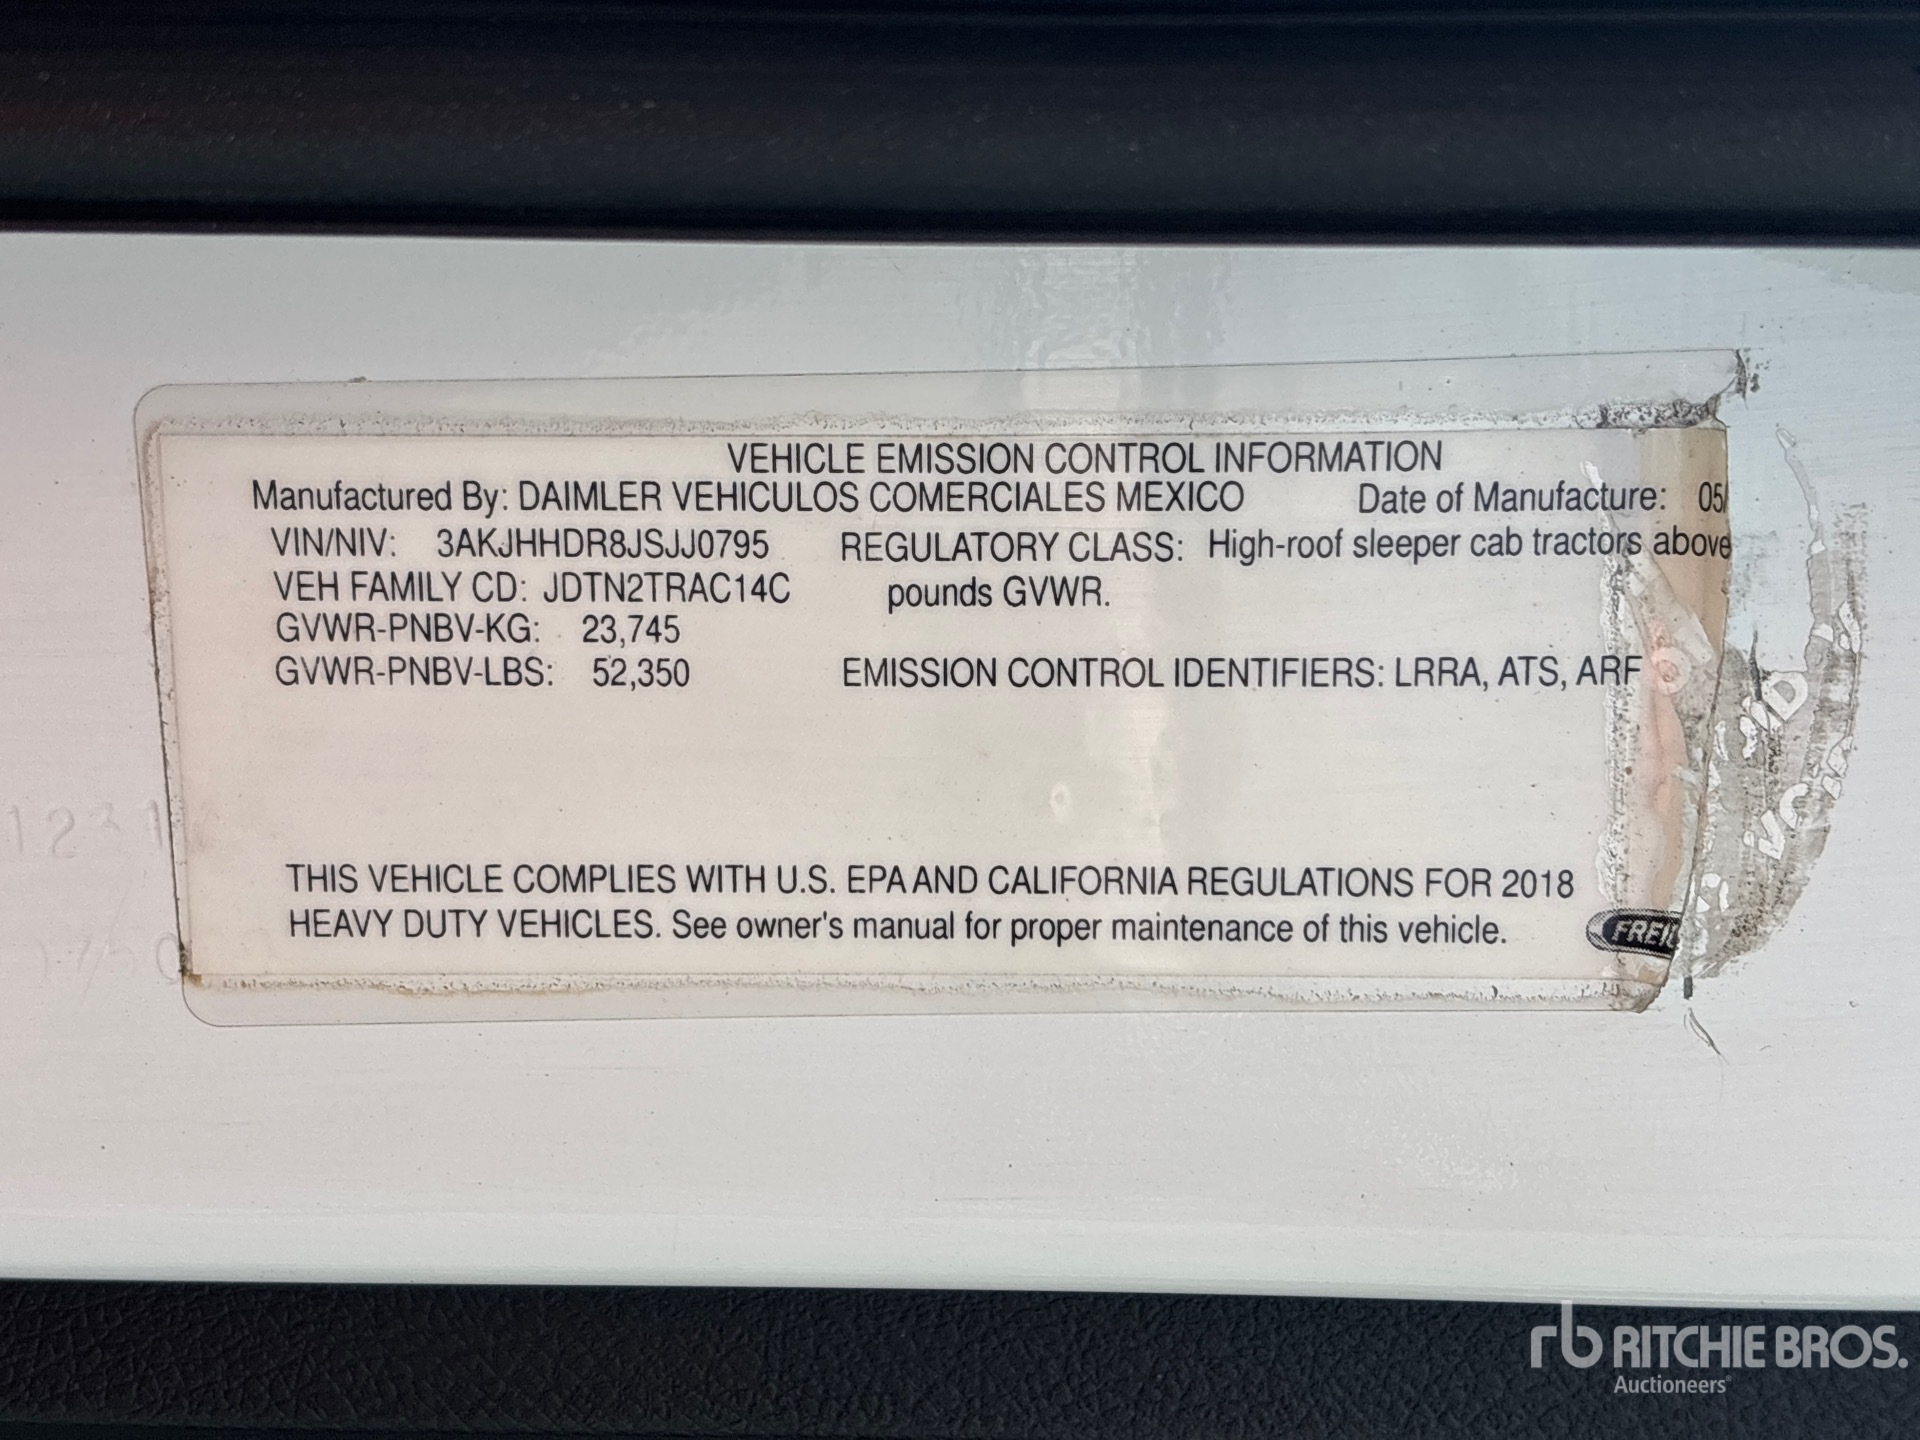 VEHICLE EMISSION CONTROL INFORMATION
Manufactured By: DAIMLER VEHICULOS COMERCIALES MEXICO Date of Manufacture: 05/
VIN/NIV: 3AKJHHDR8JSJJ0795 REGULATORY CLASS: High-roof sleeper cab tractors above
VEH FAMILY CD: JDTN2TRAC14C pounds GVWR.
GVWR-PNBV-KG: 23,745
GVWR-PNBV-LBS: 52,350 EMISSION CONTROL IDENTIFIERS: LRRA, ATS, ARF
THIS VEHICLE COMPLIES WITH U.S. EPA AND CALIFORNIA REGULATIONS FOR 2018
HEAVY DUTY VEHICLES. See owner's manual for proper maintenance of this vehicle.
rb RITCHIE BROS.
Auctioneers